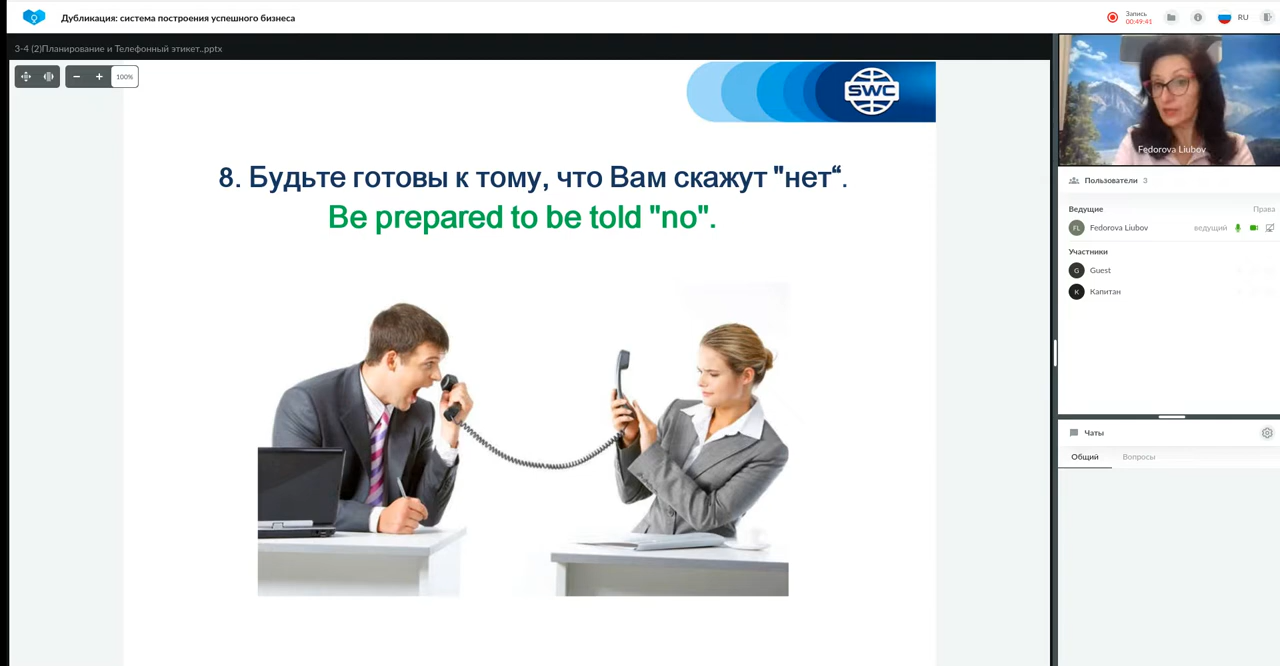 Дубликация: система построения успешного бизнеса
Запись
00:49:41
RU
3-4 (2)Планирование и Телефонный этикет..pptx
100%
SWC
8. Будьте готовы к тому, что Вам скажут "нет“.
Be prepared to be told "no".
Fedorova Liubov
Пользователи 3
Ведущие Права
FL Fedorova Liubov ведущий
Участники
G Guest
К Капитан
Чаты
Общий Вопросы